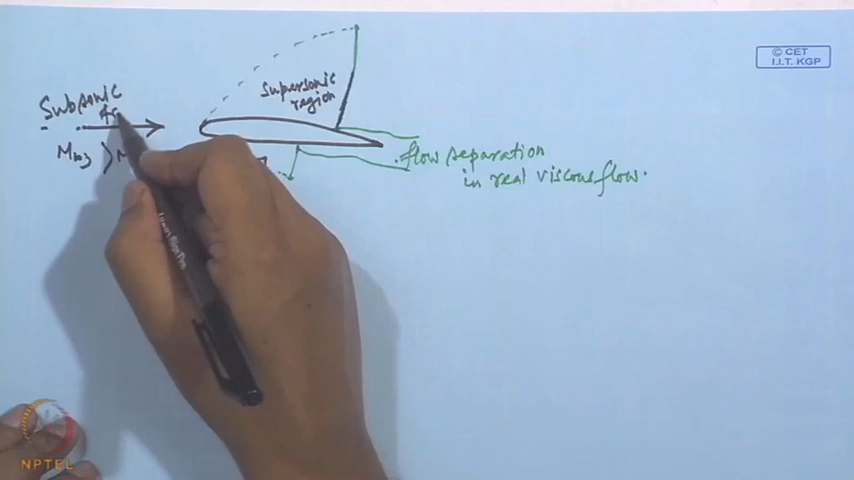 © CET
I.I.T. KGP
Supersonic
region
Subsonic
flow separation
in real viscous flow.
NPTEL